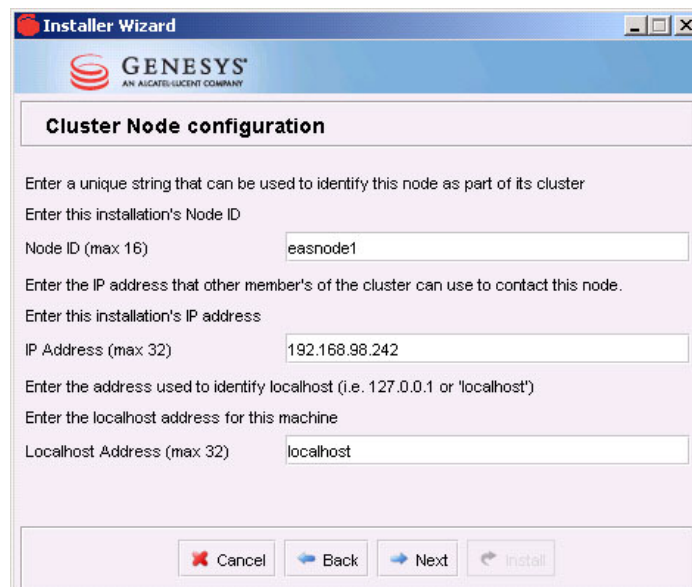 Installer Wizard
GENESYS
AN ALCATEL-LUCENT COMPANY
Cluster Node configuration
Enter a unique string that can be used to identify this node as part of its cluster
Enter this installation's Node ID
Node ID (max 16) easnode1
Enter the IP address that other member's of the cluster can use to contact this node.
Enter this installation's IP address
IP Address (max 32) 192.168.98.242
Enter the address used to identify localhost (i.e. 127.0.0.1 or 'localhost')
Enter the localhost address for this machine
Localhost Address (max 32) localhost
Cancel Back Next Install